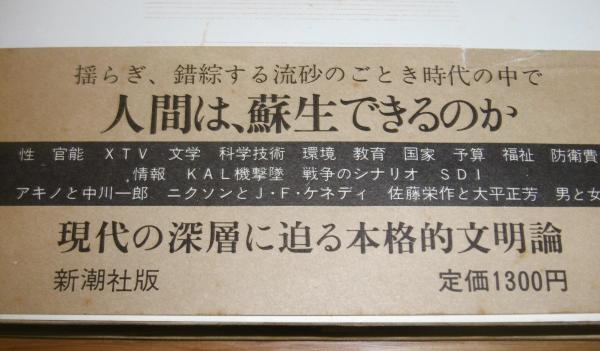 揺らぎ、錯綜する流砂のごとき時代の中で
人間は、蘇生できるのか
性 官能 XTV 文学 科学技術 環境 教育 国家 予算 福祉 防衛費
情報 KAL機撃墜 戦争のシナリオ SDI
アキノと中川一郎 ニクソンとJ・F・ケネディ 佐藤栄作と大平正芳 男と女
現代の深層に迫る本格的文明論
新潮社版 定価1300円